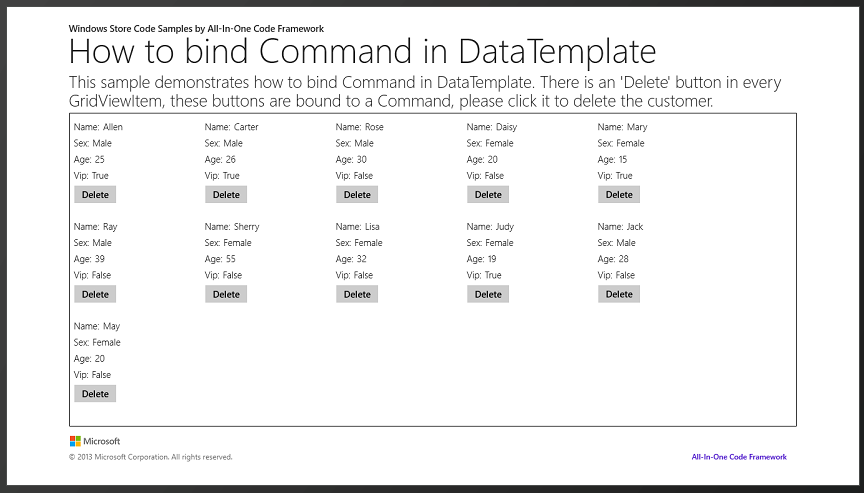 Windows Store Code Samples by All-In-One Code Framework
How to bind Command in DataTemplate
This sample demonstrates how to bind Command in DataTemplate. There is an 'Delete' button in every
GridViewItem, these buttons are bound to a Command, please click it to delete the customer.
Name: Allen
Sex: Male
Age: 25
Vip: True
Delete
Name: Carter
Sex: Male
Age: 26
Vip: True
Delete
Name: Rose
Sex: Male
Age: 30
Vip: False
Delete
Name: Daisy
Sex: Female
Age: 20
Vip: False
Delete
Name: Mary
Sex: Female
Age: 15
Vip: True
Delete
Name: Ray
Sex: Male
Age: 39
Vip: False
Delete
Name: Sherry
Sex: Female
Age: 55
Vip: False
Delete
Name: Lisa
Sex: Female
Age: 32
Vip: False
Delete
Name: Judy
Sex: Female
Age: 19
Vip: True
Delete
Name: Jack
Sex: Male
Age: 28
Vip: False
Delete
Name: May
Sex: Female
Age: 20
Vip: False
Delete
Microsoft
© 2013 Microsoft Corporation. All rights reserved.
All-In-One Code Framework